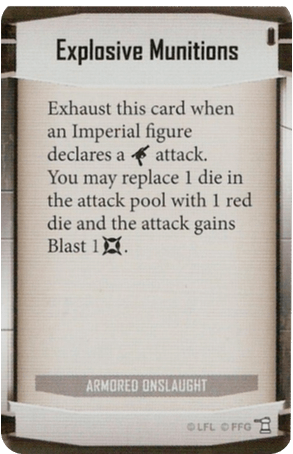 Explosive Munitions
Exhaust this card when
an Imperial figure
declares a attack.
You may replace 1 die in
the attack pool with 1 red
die and the attack gains
Blast 1.
ARMORED ONSLAUGHT
© LFL © FFG